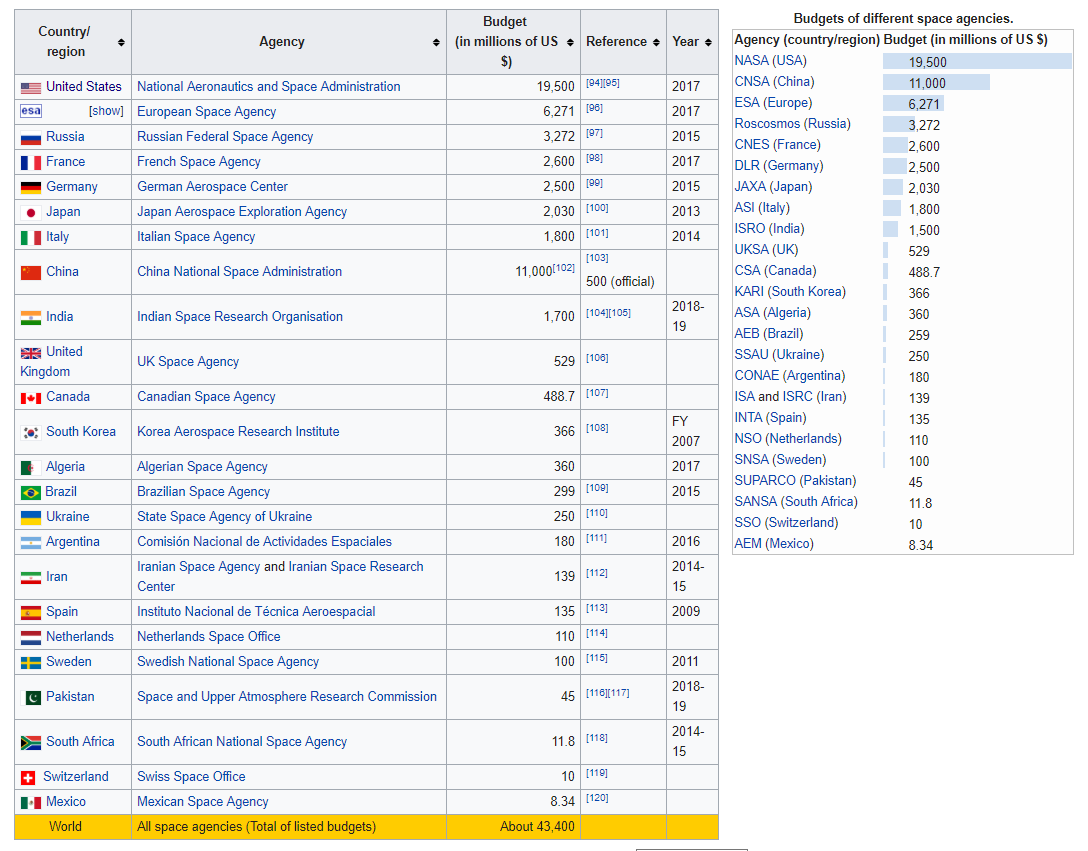 Country/ region Agency Budget (in millions of US $) Reference Year
United States National Aeronautics and Space Administration 19,500 [94][95] 2017
esa [show] European Space Agency 6,271 [96] 2017
Russia Russian Federal Space Agency 3,272 [97] 2015
France French Space Agency 2,600 [98] 2017
Germany German Aerospace Center 2,500 [99] 2015
Japan Japan Aerospace Exploration Agency 2,030 [100] 2013
Italy Italian Space Agency 1,800 [101] 2014
China China National Space Administration 11,000[102] [103] 500 (official)
India Indian Space Research Organisation 1,700 [104][105] 2018-19
United Kingdom UK Space Agency 529 [106]
Canada Canadian Space Agency 488.7 [107]
South Korea Korea Aerospace Research Institute 366 [108] FY 2007
Algeria Algerian Space Agency 360 2017
Brazil Brazilian Space Agency 299 [109] 2015
Ukraine State Space Agency of Ukraine 250 [110]
Argentina Comisión Nacional de Actividades Espaciales 180 [111] 2016
Iran Iranian Space Agency and Iranian Space Research Center 139 [112] 2014-15
Spain Instituto Nacional de Técnica Aeroespacial 135 [113] 2009
Netherlands Netherlands Space Office 110 [114]
Sweden Swedish National Space Agency 100 [115] 2011
Pakistan Space and Upper Atmosphere Research Commission 45 [116][117] 2018-19
South Africa South African National Space Agency 11.8 [118] 2014-15
Switzerland Swiss Space Office 10 [119]
Mexico Mexican Space Agency 8.34 [120]
World All space agencies (Total of listed budgets) About 43,400
Budgets of different space agencies.
Agency (country/region) Budget (in millions of US $)
NASA (USA) 19,500
CNSA (China) 11,000
ESA (Europe) 6,271
Roscosmos (Russia) 3,272
CNES (France) 2,600
DLR (Germany) 2,500
JAXA (Japan) 2,030
ASI (Italy) 1,800
ISRO (India) 1,500
UKSA (UK) 529
CSA (Canada) 488.7
KARI (South Korea) 366
ASA (Algeria) 360
AEB (Brazil) 259
SSAU (Ukraine) 250
CONAE (Argentina) 180
ISA and ISRC (Iran) 139
INTA (Spain) 135
NSO (Netherlands) 110
SNSA (Sweden) 100
SUPARCO (Pakistan) 45
SANSA (South Africa) 11.8
SSO (Switzerland) 10
AEM (Mexico) 8.34